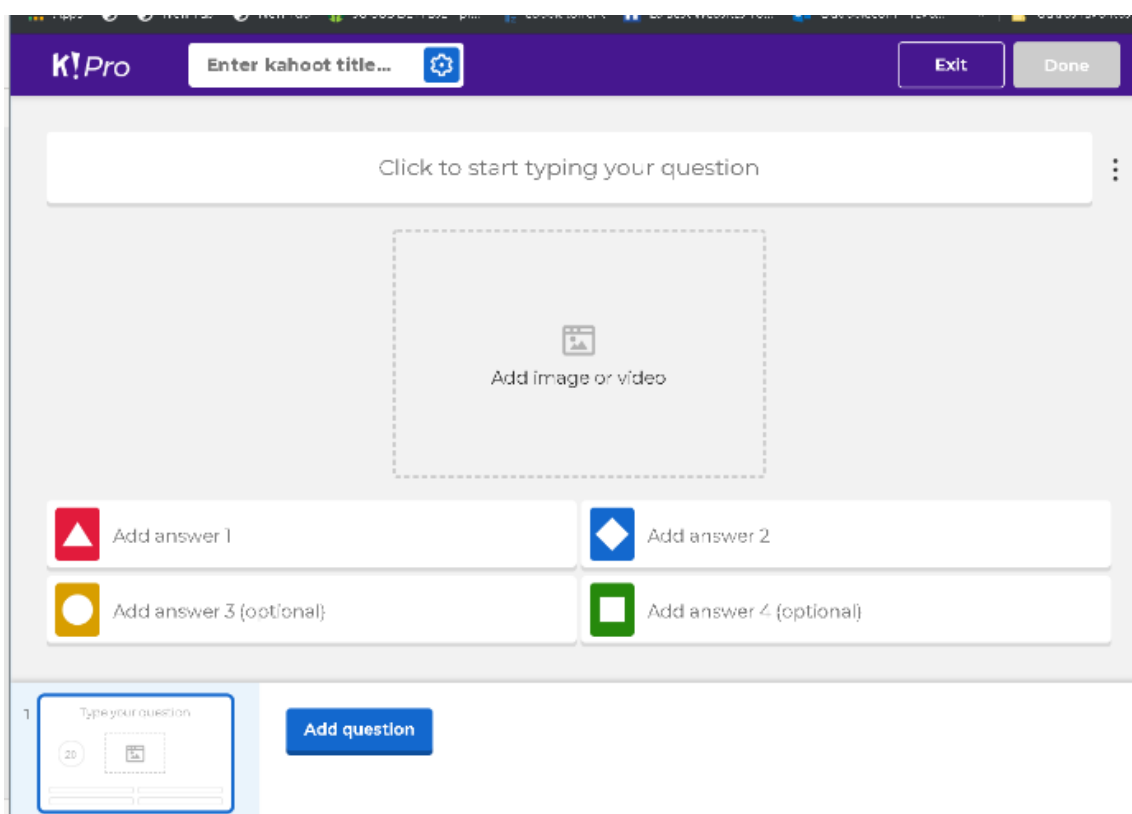 Apps
K! Pro
Enter kahoot title...
Exit
Done
Click to start typing your question
Add image or video
Add answer 1
Add answer 2
Add answer 3 (optional)
Add answer 4 (optional)
1
Type your question
20
Add question